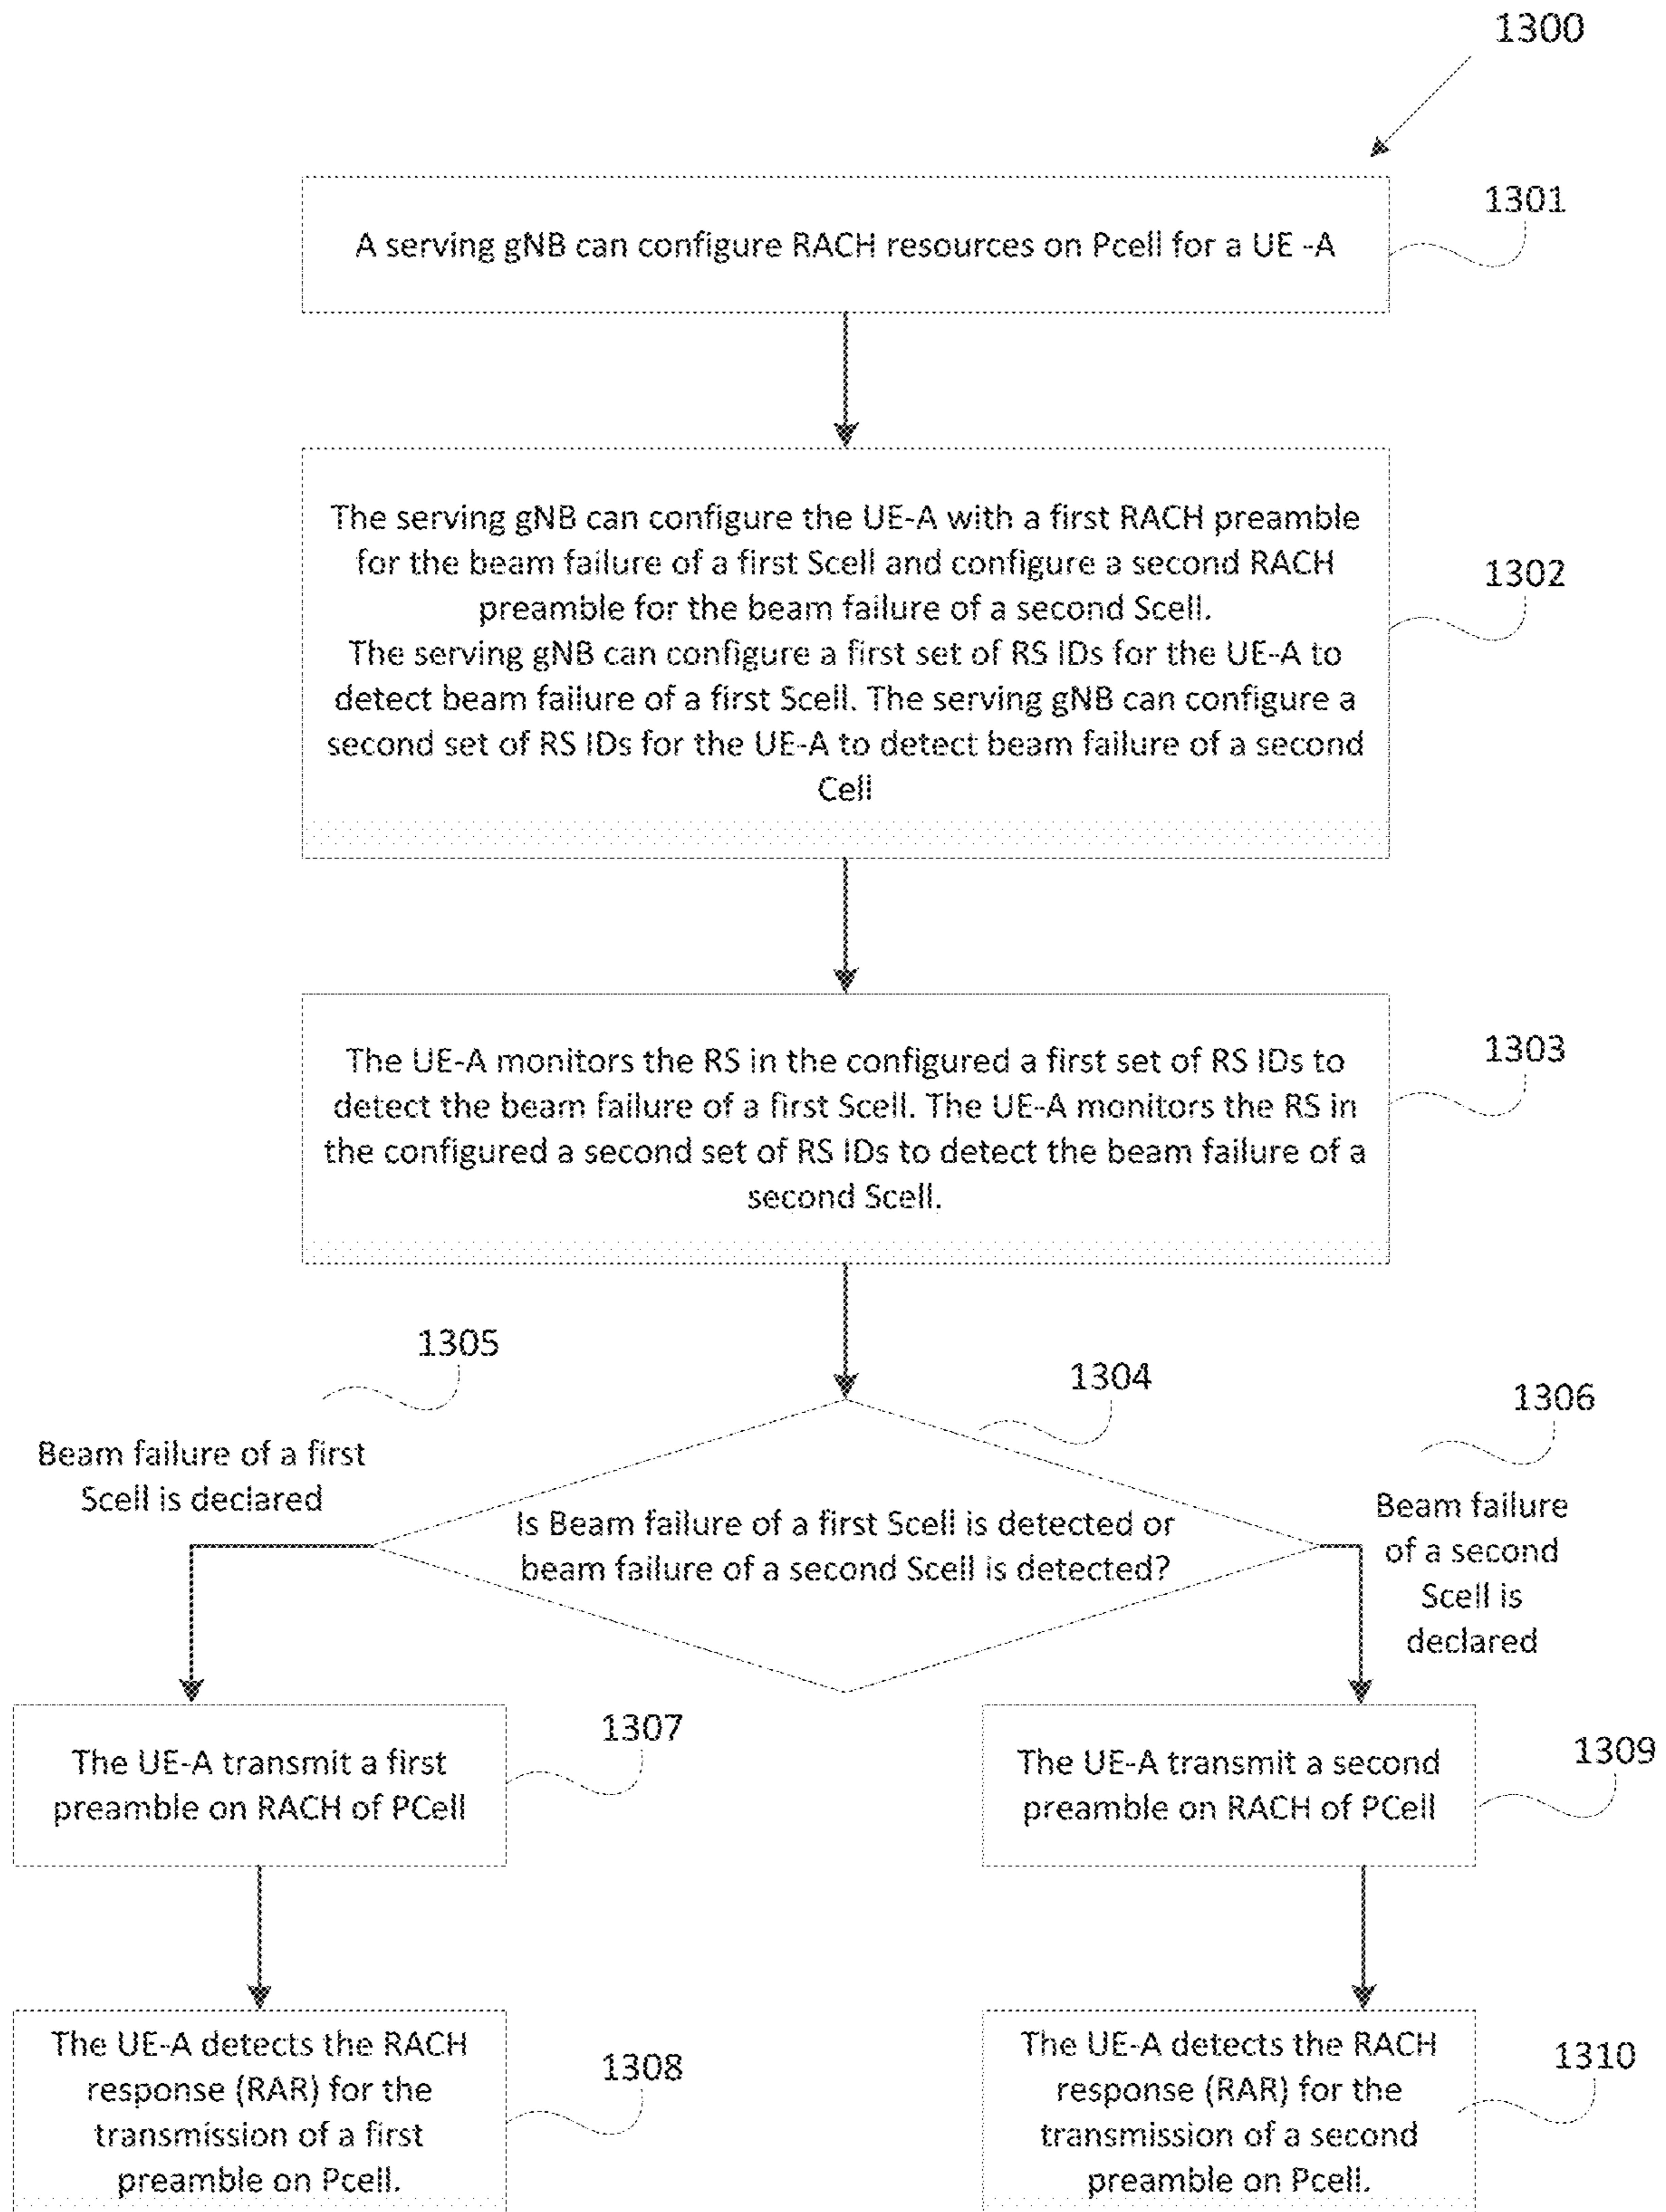 1300
1301
A serving gNB can configure RACH resources on Pcell for a UE -A
The serving gNB can configure the UE-A with a first RACH preamble
for the beam failure of a first Scell and configure a second RACH
preamble for the beam failure of a second Scell.
The serving gNB can configure a first set of RS IDs for the UE-A to
detect beam failure of a first Scell. The serving gNB can configure a
second set of RS IDs for the UE-A to detect beam failure of a second
Cell
1302
The UE-A monitors the RS in the configured a first set of RS IDs to
detect the beam failure of a first Scell. The UE-A monitors the RS in
the configured a second set of RS IDs to detect the beam failure of a
second Scell.
1303
1305
1304
1306
Beam failure of a first
Scell is declared
Is Beam failure of a first Scell is detected or
beam failure of a second Scell is detected?
Beam failure
of a second
Scell is
declared
The UE-A transmit a first
preamble on RACH of PCell
1307
The UE-A transmit a second
preamble on RACH of PCell
1309
The UE-A detects the RACH
response (RAR) for the
transmission of a first
preamble on Pcell.
1308
The UE-A detects the RACH
response (RAR) for the
transmission of a second
preamble on Pcell.
1310